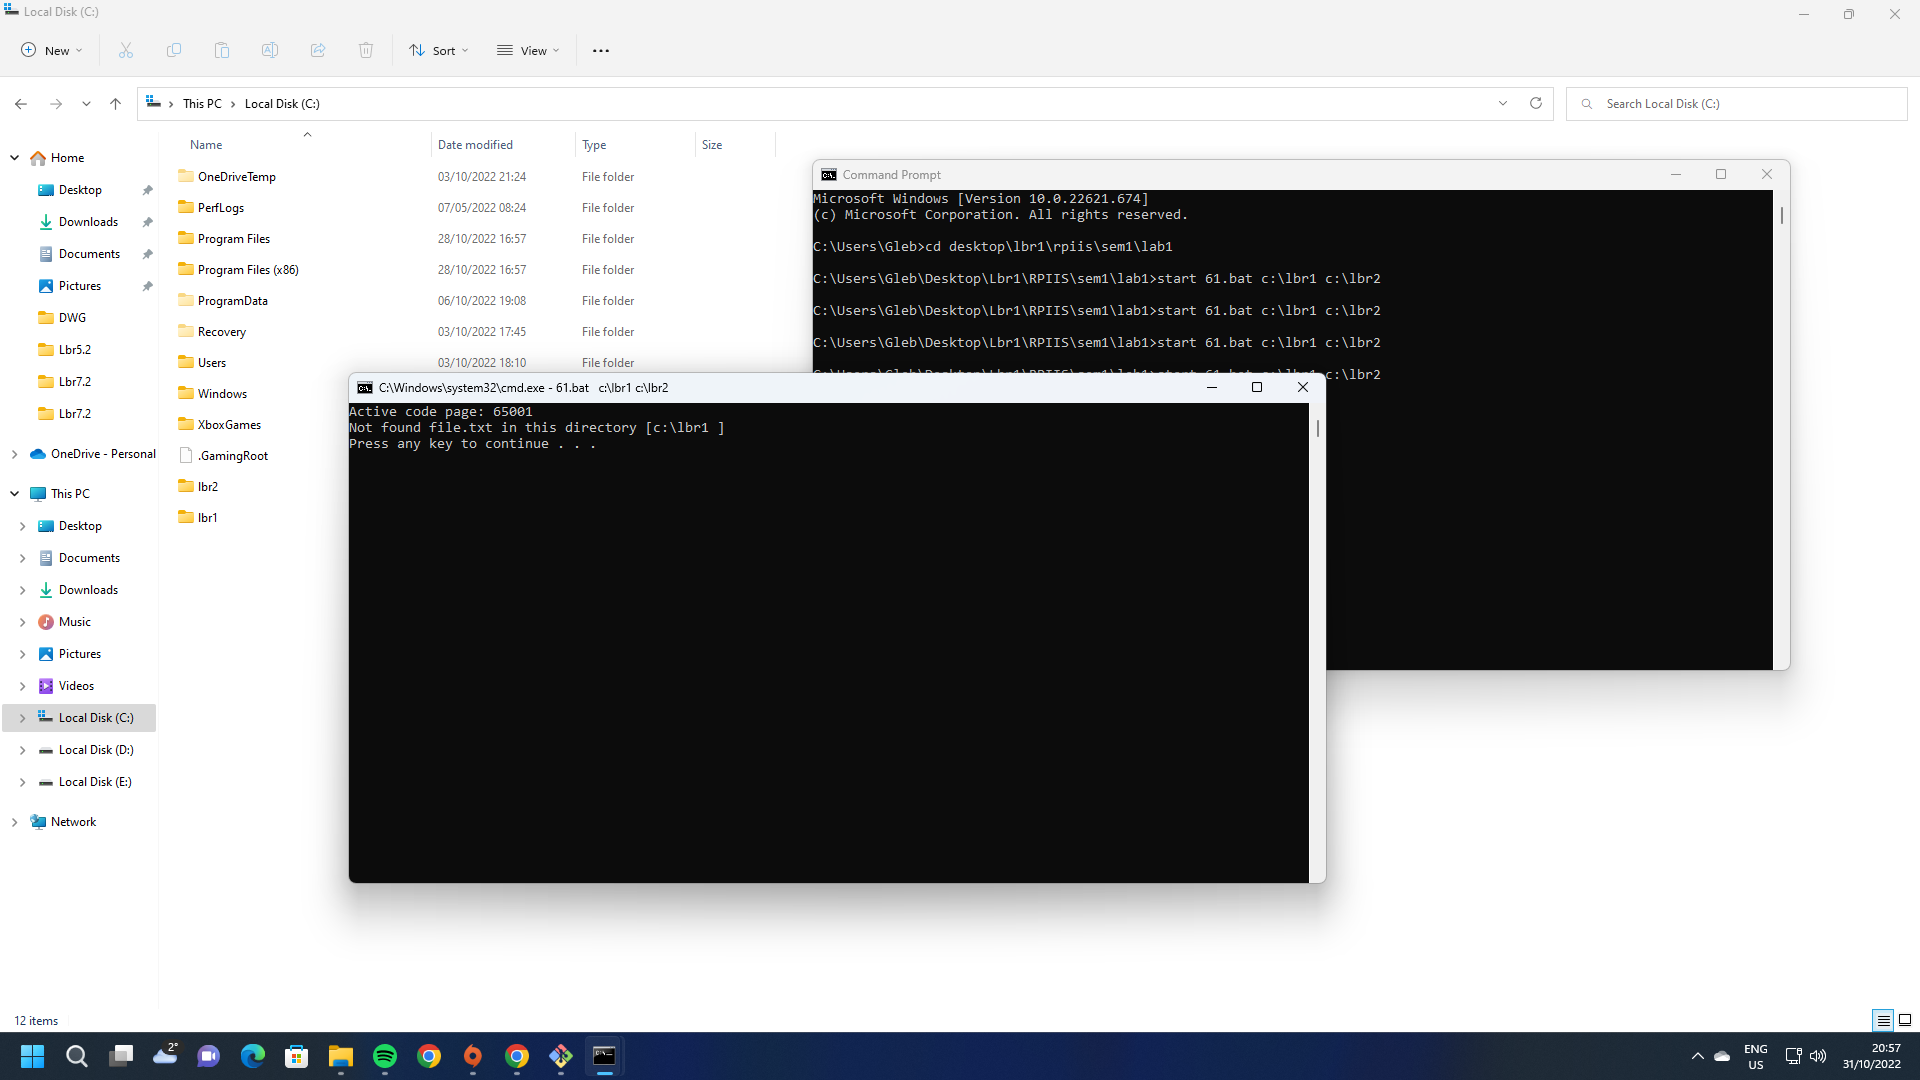 Local Disk (C:)
New
Sort
View
This PC
Local Disk (C:)
Search Local Disk (C:)
Home
Desktop
Downloads
Documents
Pictures
DWG
Lbr5.2
Lbr7.2
Lbr7.2
OneDrive - Personal
This PC
Desktop
Documents
Downloads
Music
Pictures
Videos
Local Disk (C:)
Local Disk (D:)
Local Disk (E:)
Network
Name Date modified Type Size
OneDriveTemp 03/10/2022 21:24 File folder
PerfLogs 07/05/2022 08:24 File folder
Program Files 28/10/2022 16:57 File folder
Program Files (x86) 28/10/2022 16:57 File folder
ProgramData 06/10/2022 19:08 File folder
Recovery 03/10/2022 17:45 File folder
Users 03/10/2022 18:10 File folder
Windows
XboxGames
.GamingRoot
lbr2
lbr1
Command Prompt
Microsoft Windows [Version 10.0.22621.674]
(c) Microsoft Corporation. All rights reserved.
C:\Users\Gleb>cd desktop\lbr1\rpiis\sem1\lab1
C:\Users\Gleb\Desktop\Lbr1\RPIIS\sem1\lab1>start 61.bat c:\lbr1 c:\lbr2
C:\Users\Gleb\Desktop\Lbr1\RPIIS\sem1\lab1>start 61.bat c:\lbr1 c:\lbr2
C:\Users\Gleb\Desktop\Lbr1\RPIIS\sem1\lab1>start 61.bat c:\lbr1 c:\lbr2
c:\lbr2
C:\Windows\system32\cmd.exe - 61.bat c:\lbr1 c:\lbr2
Active code page: 65001
Not found file.txt in this directory [c:\lbr1 ]
Press any key to continue . . .
12 items
2°
ENG
US
20:57
31/10/2022